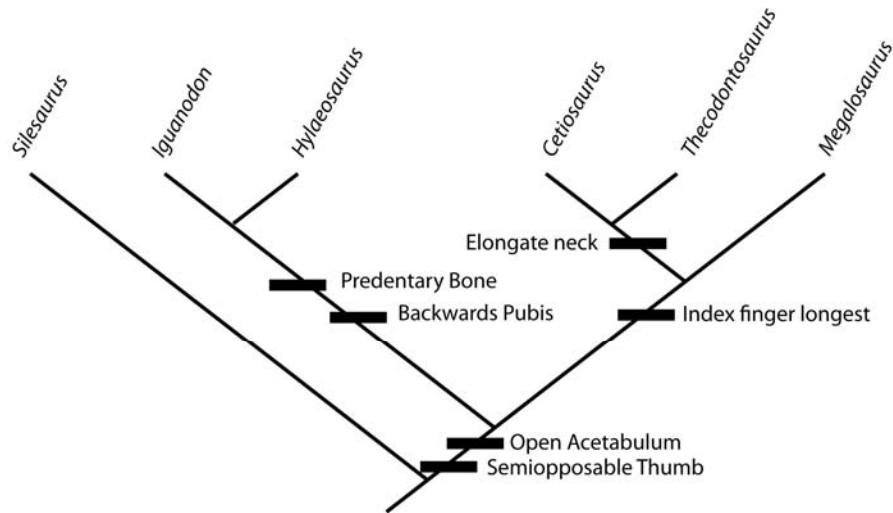 Silesaurus
Iguanodon
Hylaeosaurus
Cetiosaurus
Thecodontosaurus
Megalosaurus
Elongate neck
Predentary Bone
Backwards Pubis
Index finger longest
Open Acetabulum
Semiopposable Thumb